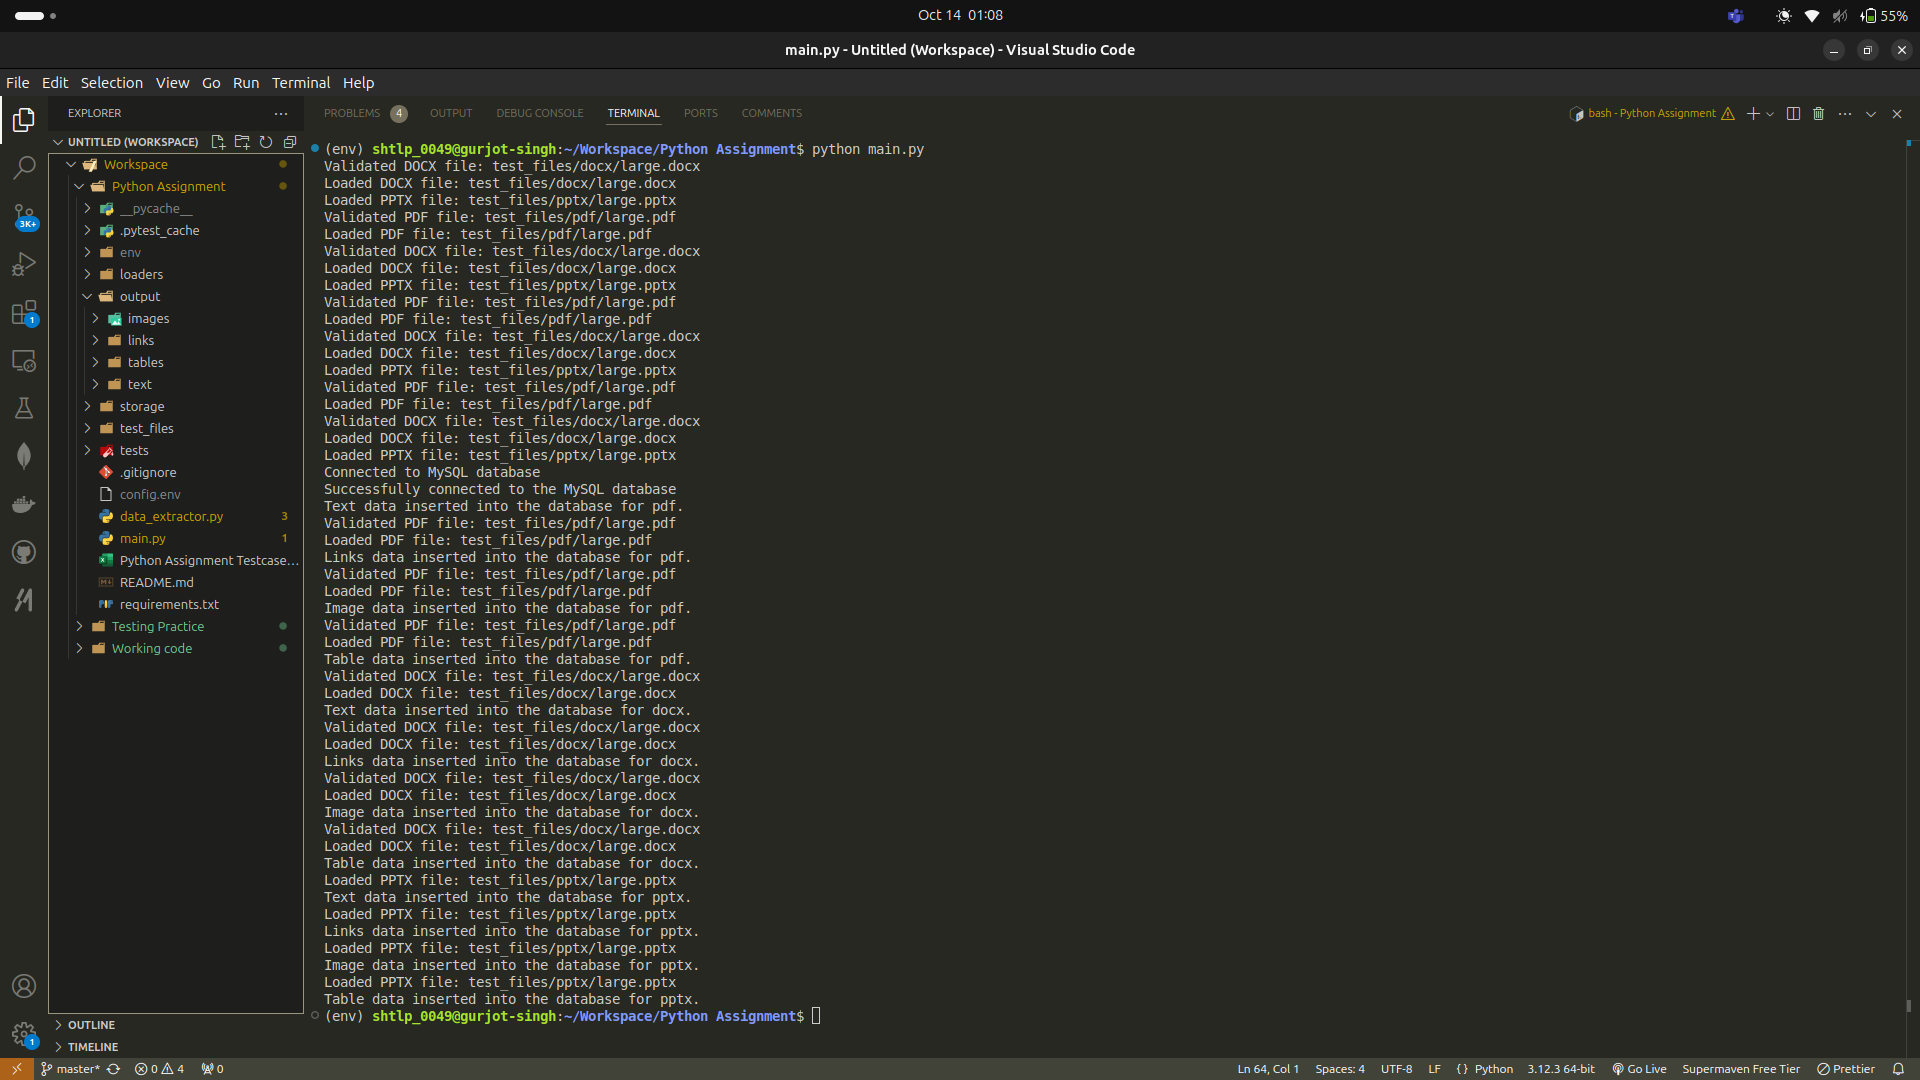 Oct 14 01:08
55%
main.py - Untitled (Workspace) - Visual Studio Code
File Edit Selection View Go Run Terminal Help
EXPLORER
UNTITLED (WORKSPACE)
Workspace
Python Assignment
__pycache__
.pytest_cache
env
loaders
output
images
links
tables
text
storage
test_files
tests
.gitignore
config.env
data_extractor.py 3
main.py 1
Python Assignment Testcase...
README.md
requirements.txt
Testing Practice
Working code
OUTLINE
TIMELINE
3K+
1
1
PROBLEMS 4 OUTPUT DEBUG CONSOLE TERMINAL PORTS COMMENTS
bash - Python Assignment
(env) shtlp_0049@gurjot-singh:~/Workspace/Python Assignment$ python main.py
Validated DOCX file: test_files/docx/large.docx
Loaded DOCX file: test_files/docx/large.docx
Loaded PPTX file: test_files/pptx/large.pptx
Validated PDF file: test_files/pdf/large.pdf
Loaded PDF file: test_files/pdf/large.pdf
Validated DOCX file: test_files/docx/large.docx
Loaded DOCX file: test_files/docx/large.docx
Loaded PPTX file: test_files/pptx/large.pptx
Validated PDF file: test_files/pdf/large.pdf
Loaded PDF file: test_files/pdf/large.pdf
Validated DOCX file: test_files/docx/large.docx
Loaded DOCX file: test_files/docx/large.docx
Loaded PPTX file: test_files/pptx/large.pptx
Validated PDF file: test_files/pdf/large.pdf
Loaded PDF file: test_files/pdf/large.pdf
Validated DOCX file: test_files/docx/large.docx
Loaded DOCX file: test_files/docx/large.docx
Loaded PPTX file: test_files/pptx/large.pptx
Connected to MySQL database
Successfully connected to the MySQL database
Text data inserted into the database for pdf.
Validated PDF file: test_files/pdf/large.pdf
Loaded PDF file: test_files/pdf/large.pdf
Links data inserted into the database for pdf.
Validated PDF file: test_files/pdf/large.pdf
Loaded PDF file: test_files/pdf/large.pdf
Image data inserted into the database for pdf.
Validated PDF file: test_files/pdf/large.pdf
Loaded PDF file: test_files/pdf/large.pdf
Table data inserted into the database for pdf.
Validated DOCX file: test_files/docx/large.docx
Loaded DOCX file: test_files/docx/large.docx
Text data inserted into the database for docx.
Validated DOCX file: test_files/docx/large.docx
Loaded DOCX file: test_files/docx/large.docx
Links data inserted into the database for docx.
Validated DOCX file: test_files/docx/large.docx
Loaded DOCX file: test_files/docx/large.docx
Image data inserted into the database for docx.
Validated DOCX file: test_files/docx/large.docx
Loaded DOCX file: test_files/docx/large.docx
Table data inserted into the database for docx.
Loaded PPTX file: test_files/pptx/large.pptx
Text data inserted into the database for pptx.
Loaded PPTX file: test_files/pptx/large.pptx
Links data inserted into the database for pptx.
Loaded PPTX file: test_files/pptx/large.pptx
Image data inserted into the database for pptx.
Loaded PPTX file: test_files/pptx/large.pptx
Table data inserted into the database for pptx.
(env) shtlp_0049@gurjot-singh:~/Workspace/Python Assignment$
master* 0 4 0 Ln 64, Col 1 Spaces: 4 UTF-8 LF {} Python 3.12.3 64-bit Go Live Supermaven Free Tier Prettier